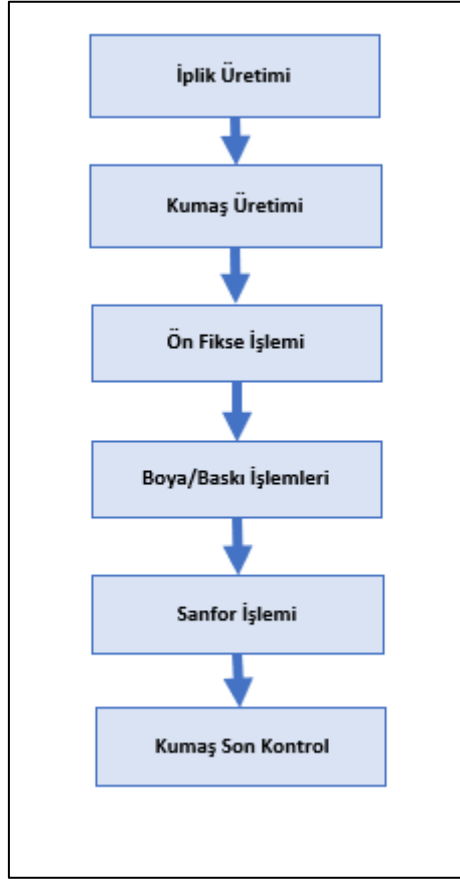 İplik Üretimi
Kumaş Üretimi
Ön Fikse İşlemi
Boya/Baskı İşlemleri
Sanfor İşlemi
Kumaş Son Kontrol